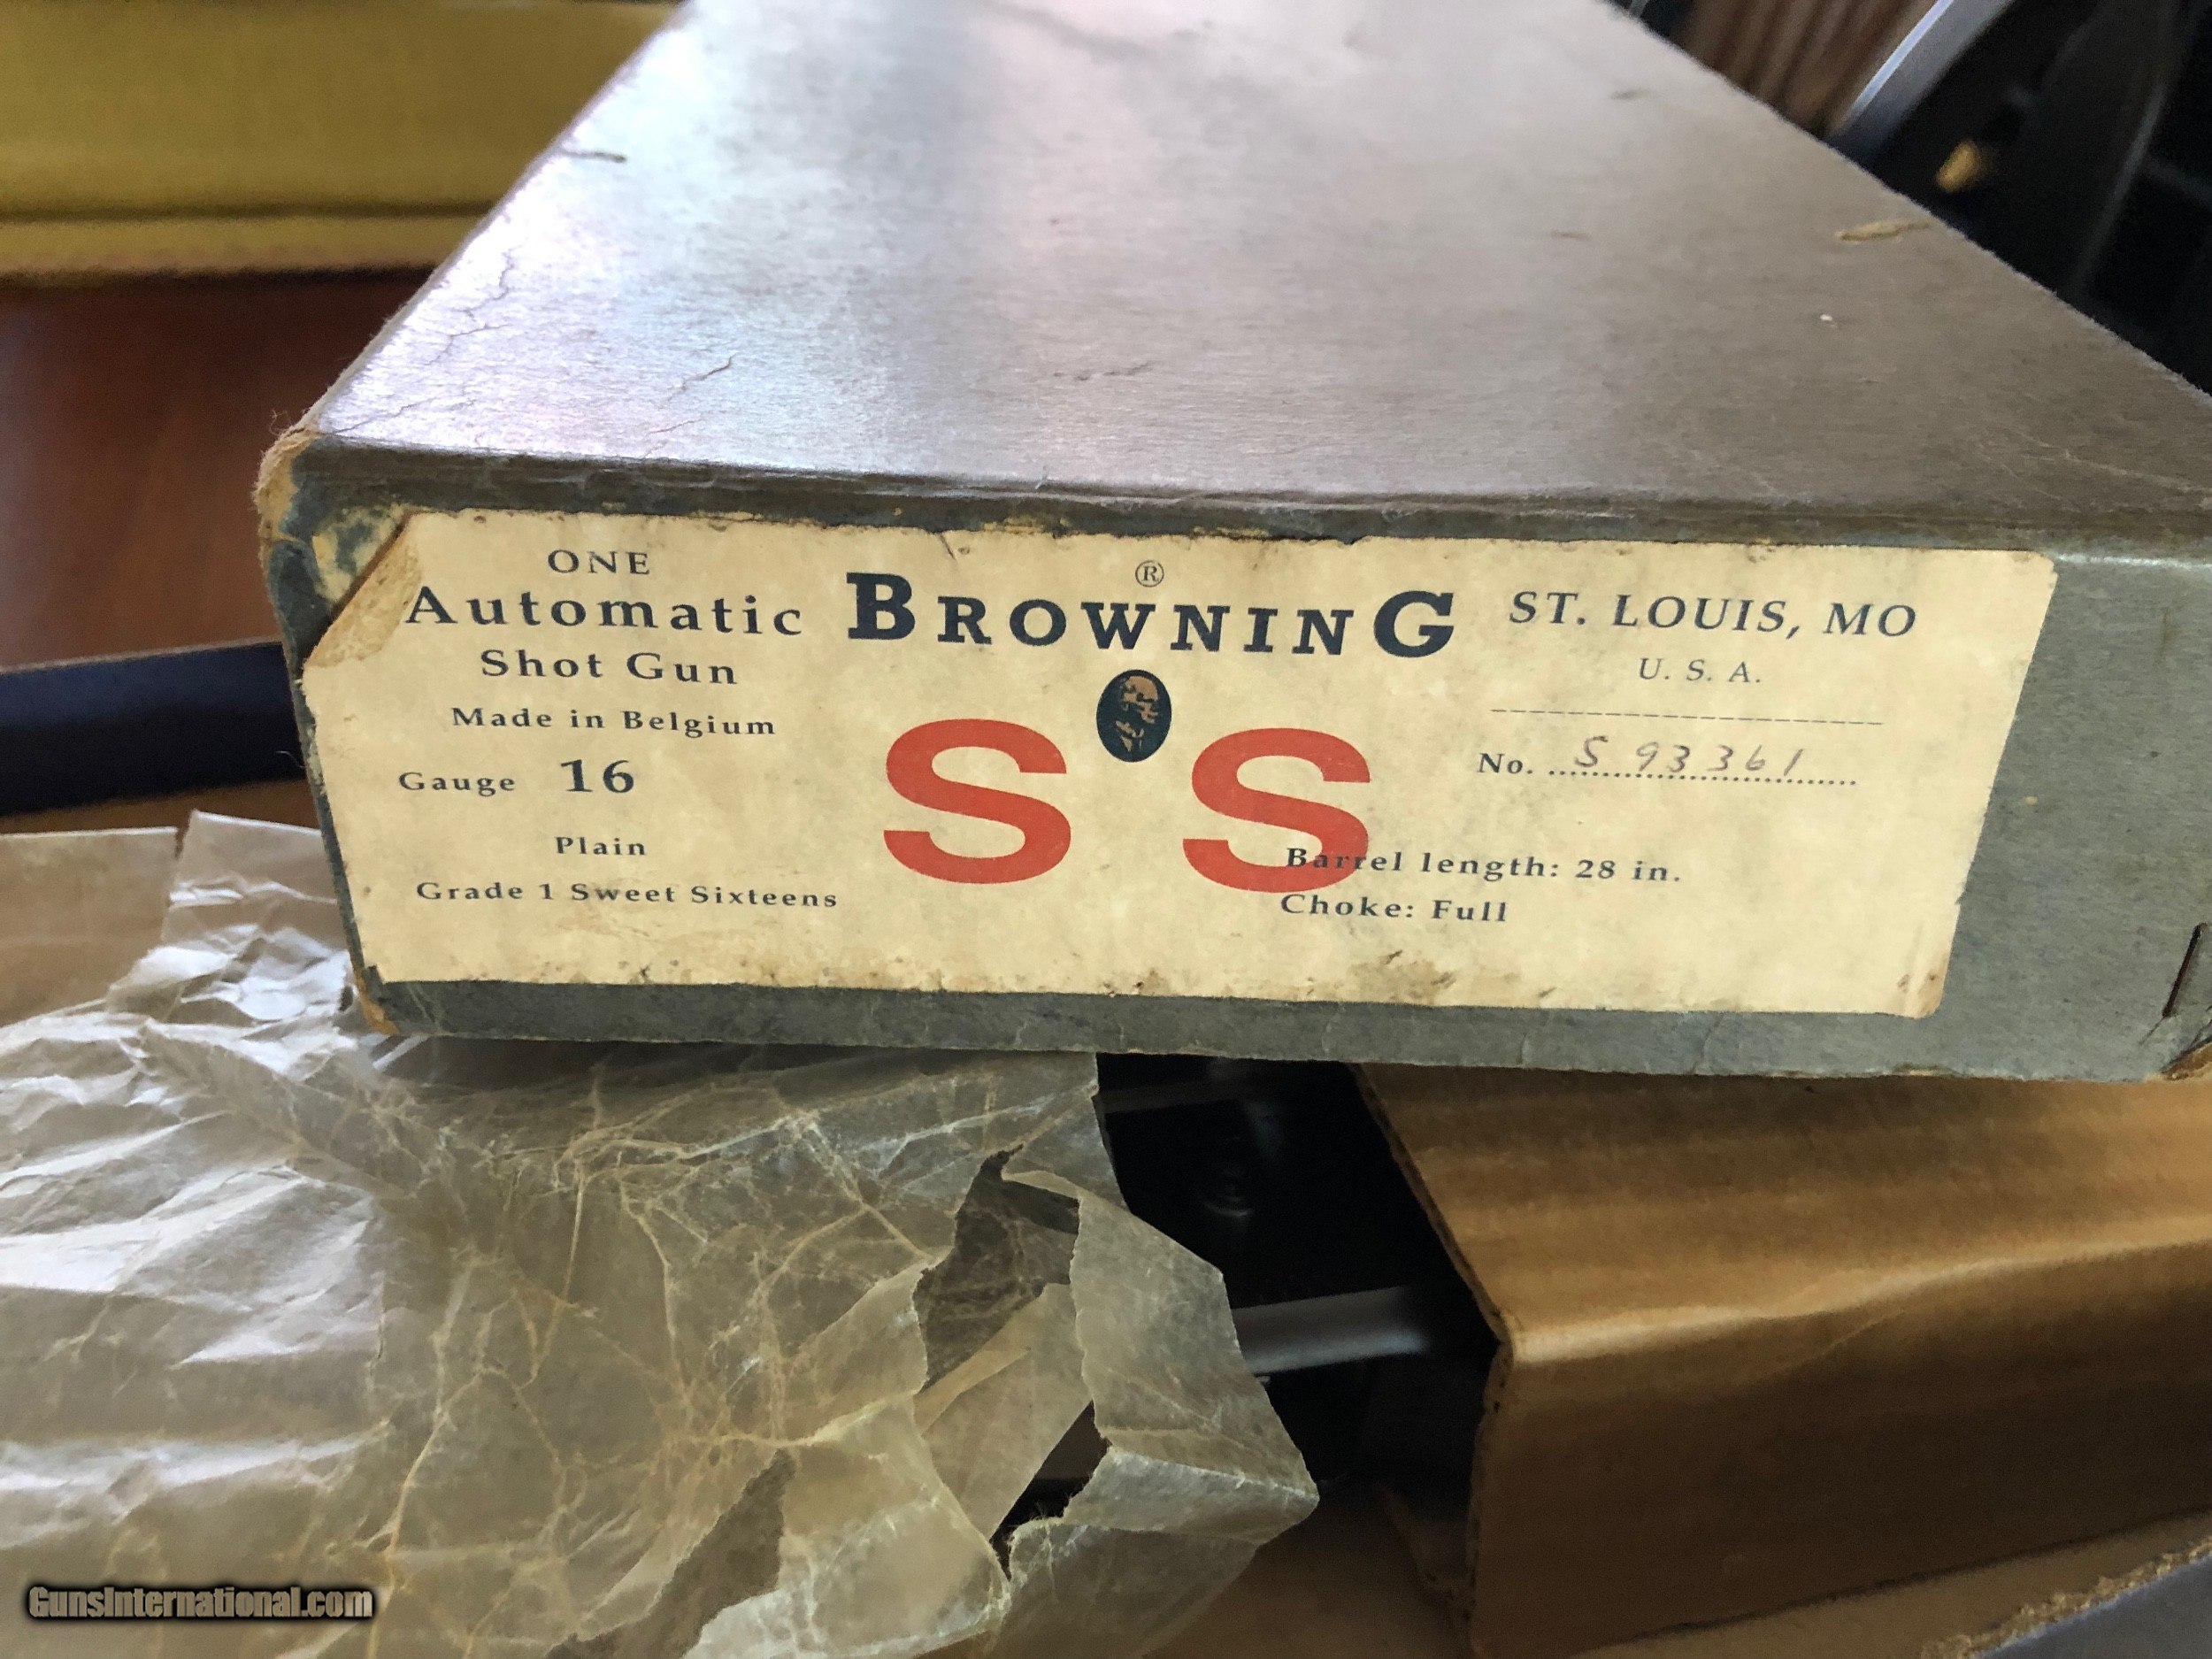 ONE
Automatic
Shot Gun
Made in Belgium
Gauge 16
Plain
Grade 1 Sweet Sixteens
®
BROWNING
S S
ST. LOUIS, MO
U. S. A.
No. S 93361
Barrel length: 28 in.
Choke: Full
GunsInternational.com